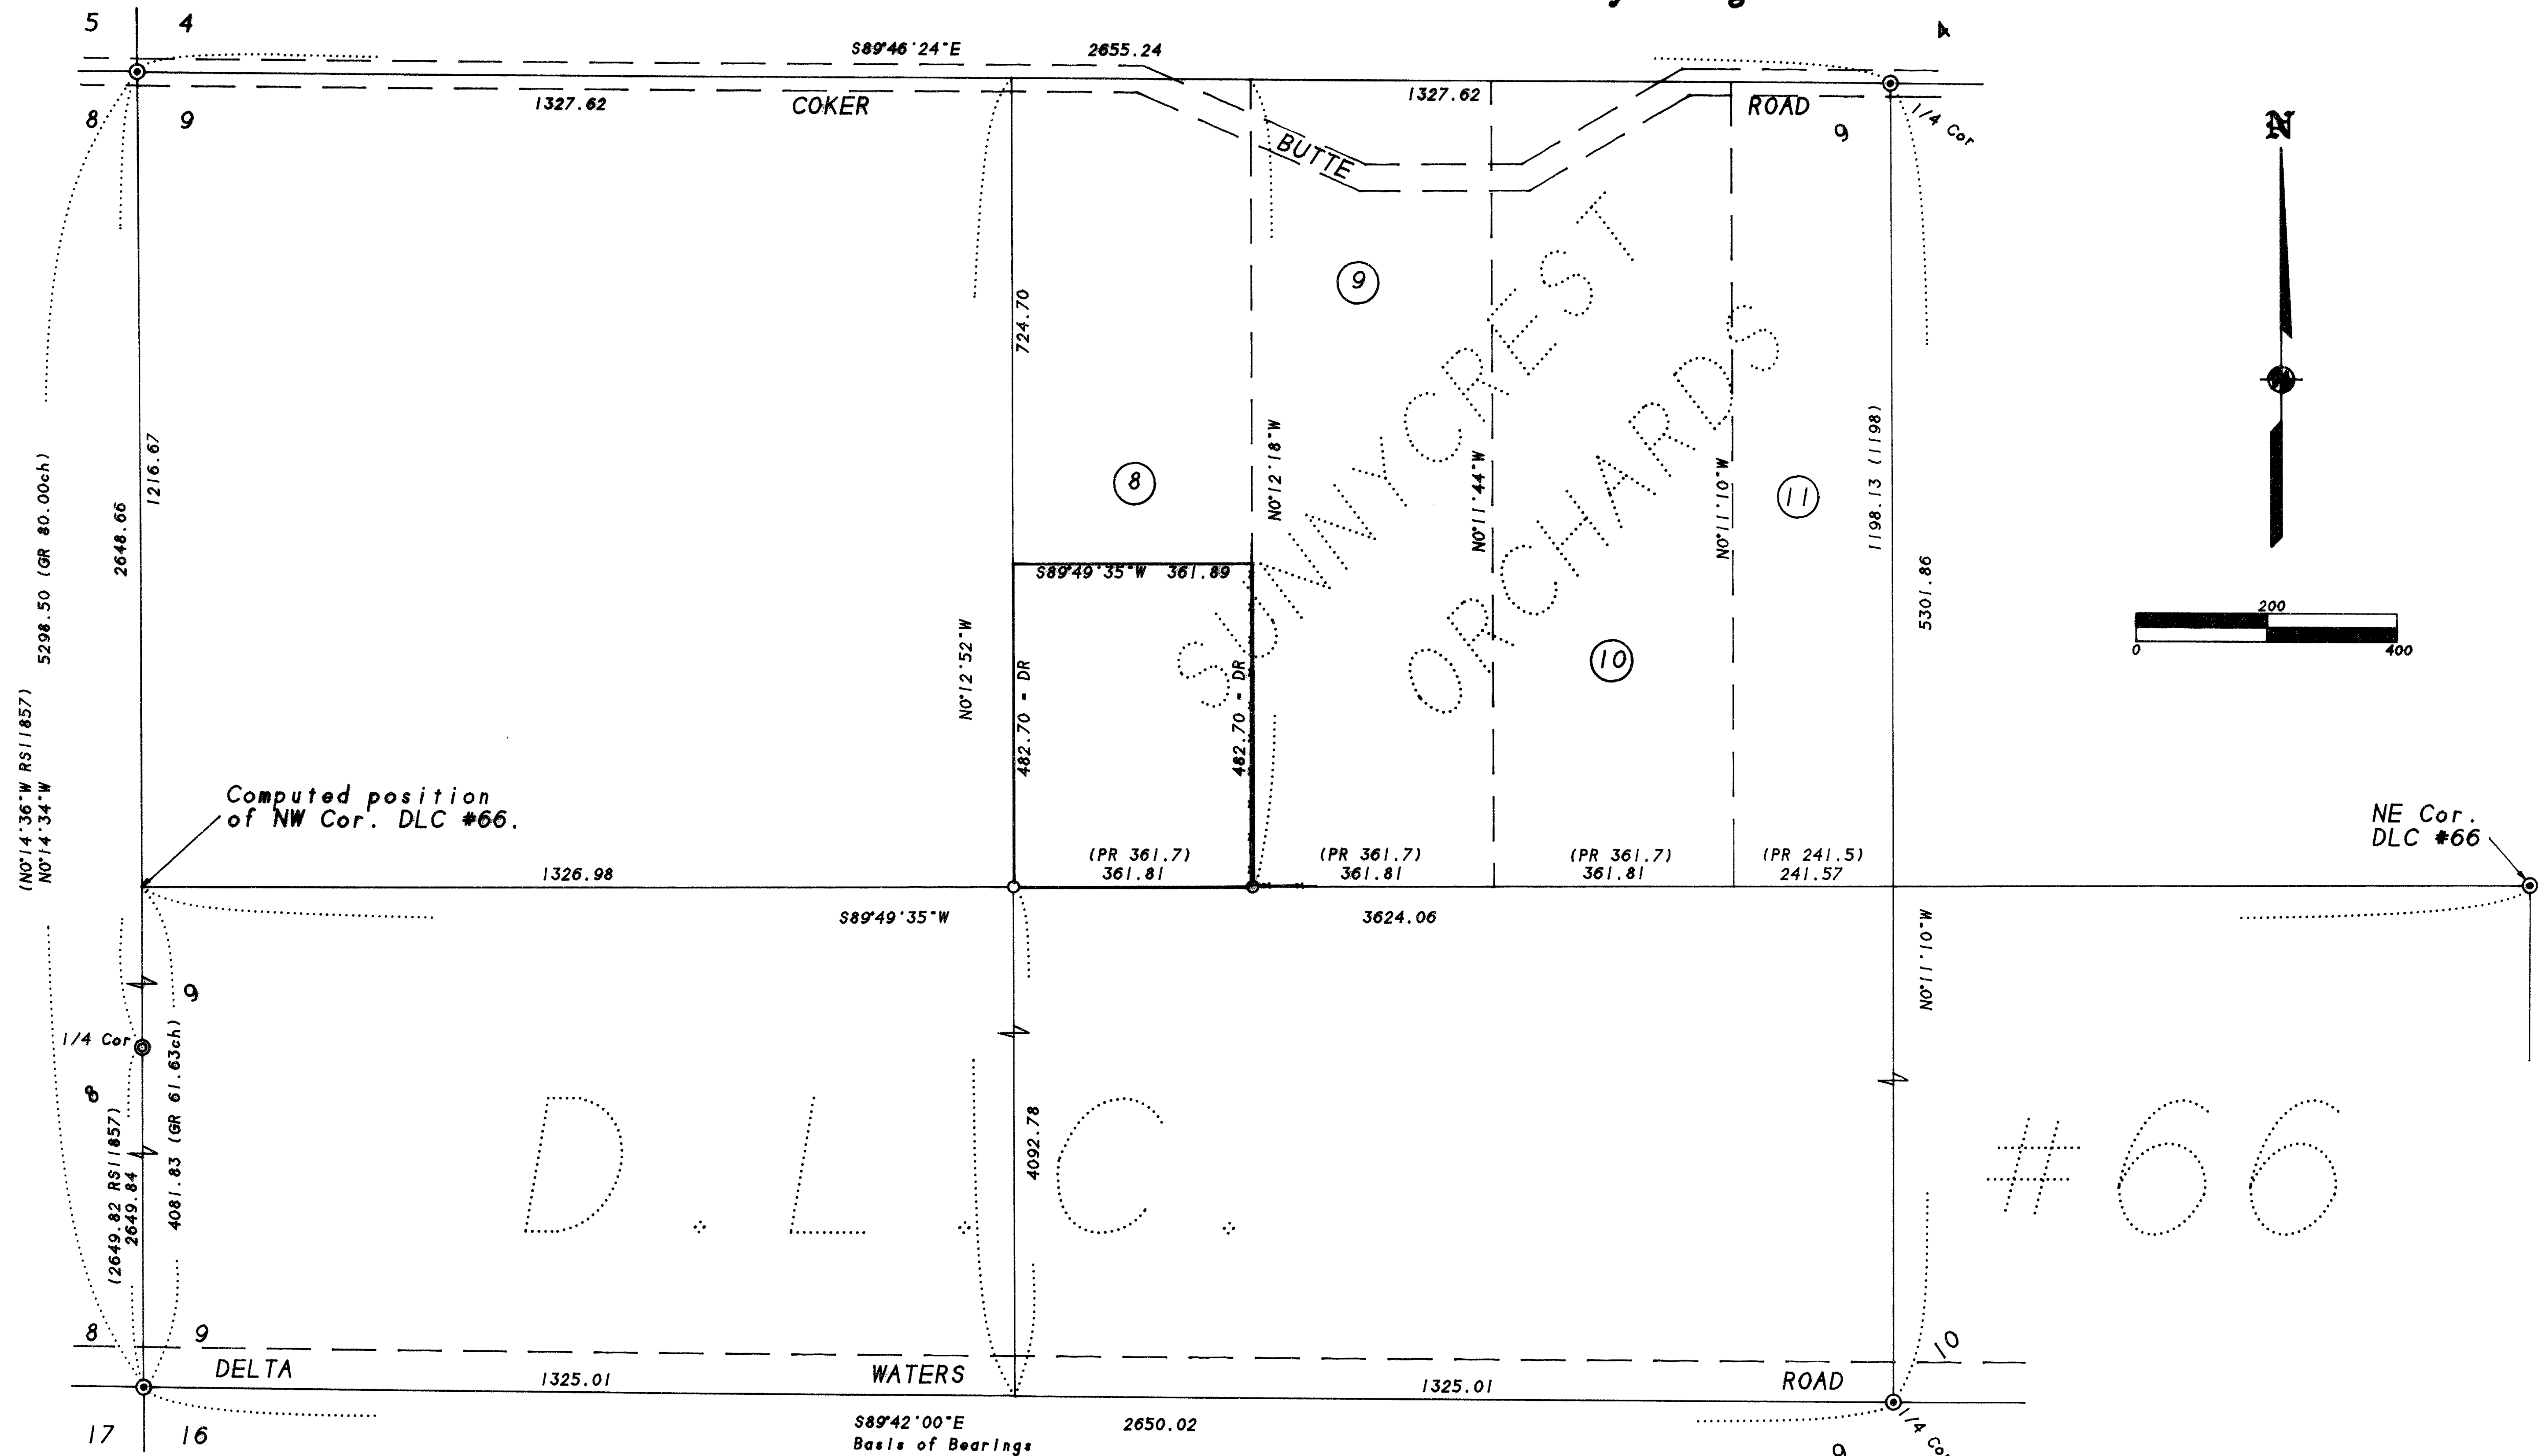 5
4
4
S89°46'24"E
2655.24
1327.62
COKER
1327.62
ROAD
8
9
9
1/4 Cor
BUTTE
N
9
8
10
11
SUNNYCREST
ORCHARDS
724.70
1216.67
2648.66
5298.50 (GR 80.00ch)
(N0°14'36"W RS11857)
N0°14'34"W
N0°12'18"W
N0°11'44"W
N0°11'10"W
1198.13 (1198)
5301.86
S89°49'35"W 361.89
N0°12'52"W
482.70 - DR
482.70 - DR
200
0
400
Computed position
of NW Cor. DLC #66.
NE Cor.
DLC #66
(PR 361.7)
361.81
(PR 361.7)
361.81
(PR 361.7)
361.81
(PR 241.5)
241.57
1326.98
S89°49'35"W
3624.06
N0°11'10"W
9
1/4 Cor
8
4081.83 (GR 61.63ch)
(2649.82 RS11857)
2649.84
4092.78
D.L.C. #66
8
9
DELTA
1325.01
WATERS
1325.01
ROAD
10
17
16
S89°42'00"E
2650.02
Basis of Bearings
9